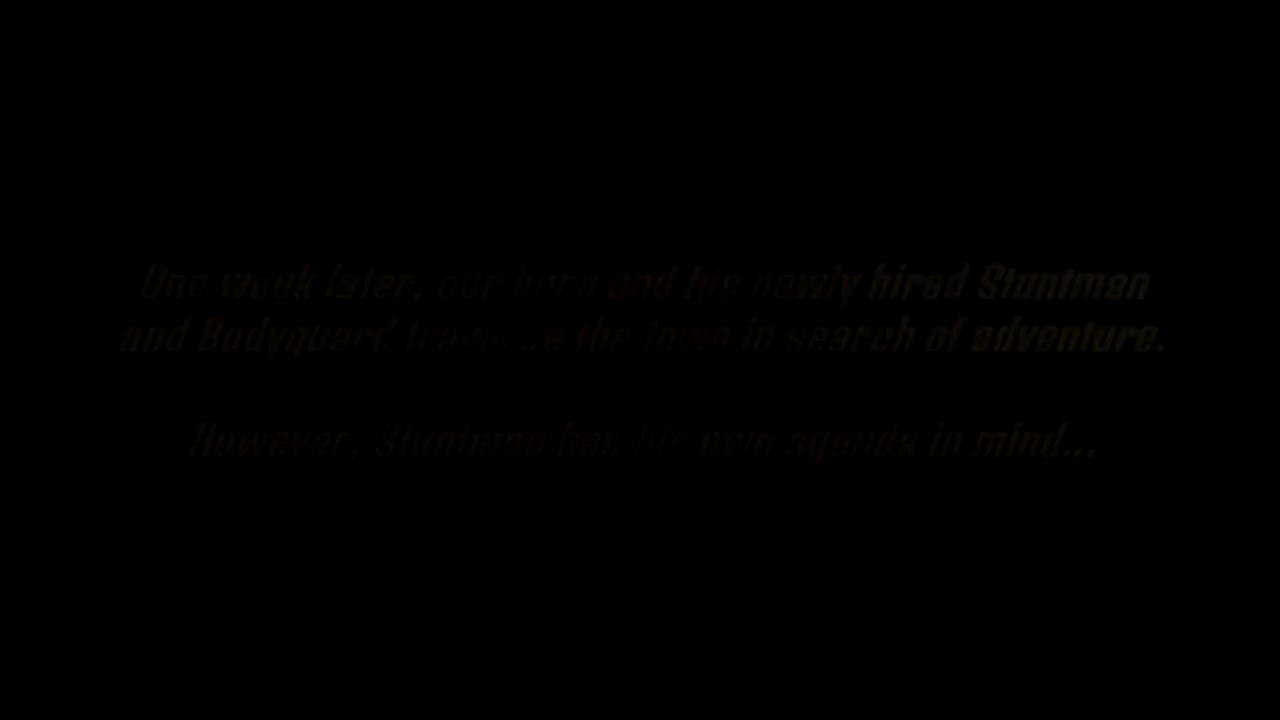 One week later, our hero and his newly hired Stuntman
and Bodyguard traverse the town in search of adventure.
However, Stuntman has his own agenda in mind...